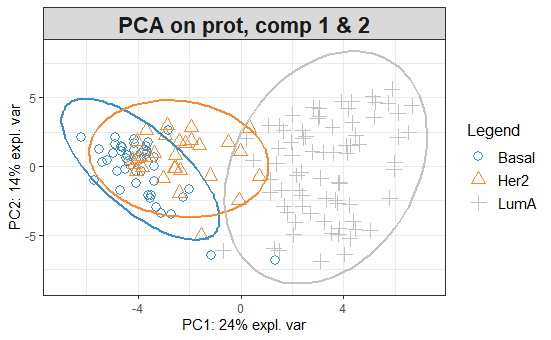 PCA on prot, comp 1 & 2
PC2: 14% expl. var
5
0
-5
-4
0
4
PC1: 24% expl. var
Legend
Basal
Her2
LumA